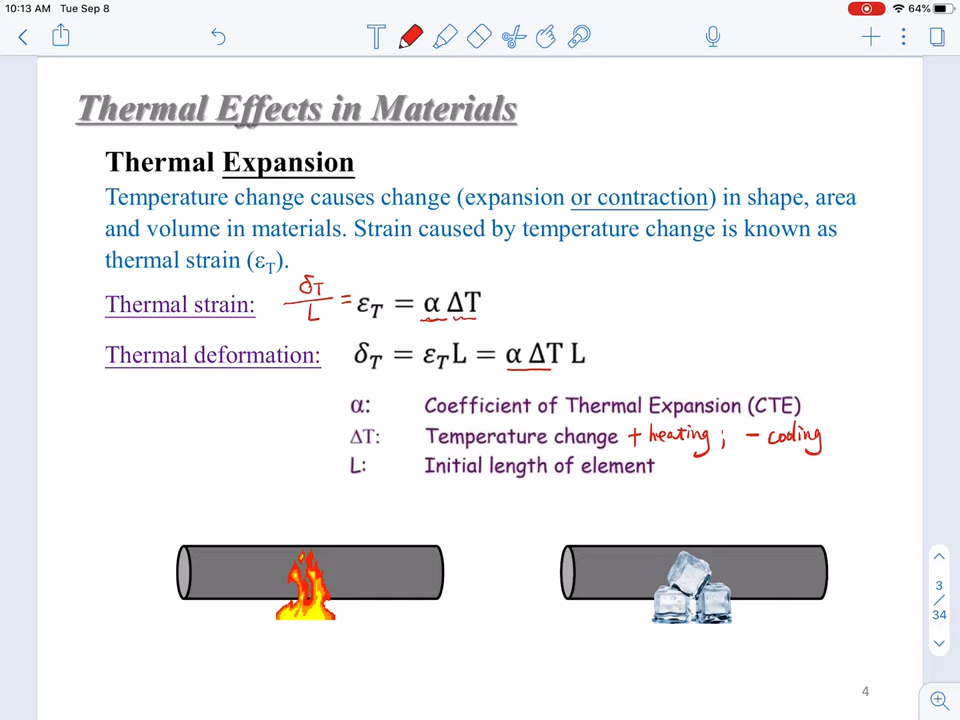 10:13 AM Tue Sep 8 64%
Thermal Effects in Materials
Thermal Expansion
Temperature change causes change (expansion or contraction) in shape, area
and volume in materials. Strain caused by temperature change is known as
thermal strain (εT).
Thermal strain: δT/L = εT = α ΔT
Thermal deformation: δT = εT L = α ΔT L
α: Coefficient of Thermal Expansion (CTE)
ΔT: Temperature change + heating ; − cooling
L: Initial length of element
3
/
34
4